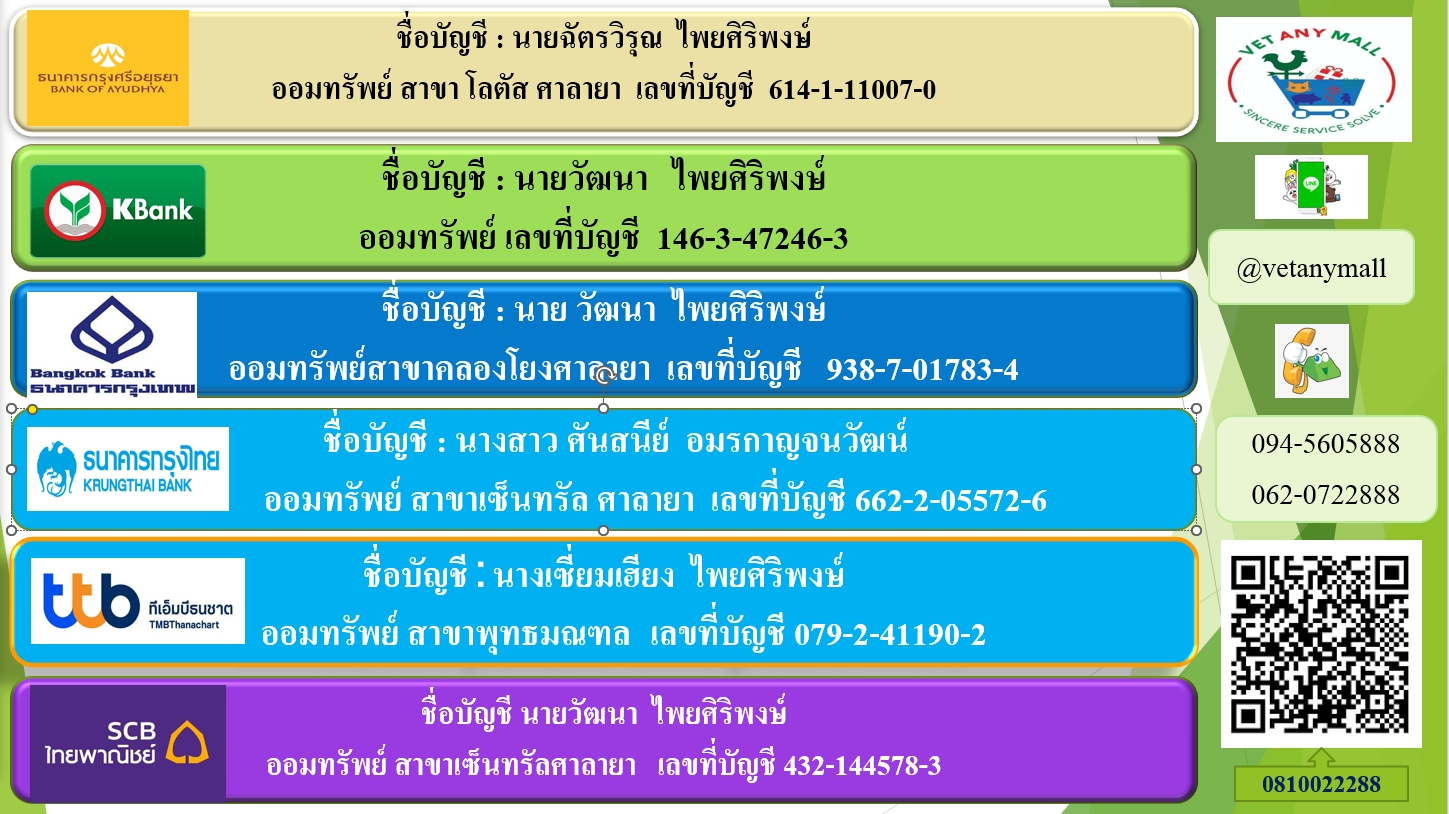 ธนาคารกรุงศรีอยุธยา
BANK OF AYUDHYA
ชื่อบัญชี : นายฉัตรวิรุณ ไพยศิริพงษ์
ออมทรัพย์ สาขา โลตัส ศาลายา เลขที่บัญชี 614-1-11007-0
KBank
ชื่อบัญชี : นายวัฒนา ไพยศิริพงษ์
ออมทรัพย์ เลขที่บัญชี 146-3-47246-3
Bangkok Bank
ธนาคารกรุงเทพ
ชื่อบัญชี : นาย วัฒนา ไพยศิริพงษ์
ออมทรัพย์สาขาคลองโยงศาลายา เลขที่บัญชี 938-7-01783-4
ธนาคารกรุงไทย
KRUNGTHAI BANK
ชื่อบัญชี : นางสาว ศันสนีย์ อมรกาญจนวัฒน์
ออมทรัพย์ สาขาเซ็นทรัล ศาลายา เลขที่บัญชี 662-2-05572-6
ttb
ทีเอ็มบีธนชาต
TMBThanachart
ชื่อบัญชี : นางเซี่ยมเฮียง ไพยศิริพงษ์
ออมทรัพย์ สาขาพุทธมณฑล เลขที่บัญชี 079-2-41190-2
SCB
ไทยพาณิชย์
ชื่อบัญชี นายวัฒนา ไพยศิริพงษ์
ออมทรัพย์ สาขาเซ็นทรัลศาลายา เลขที่บัญชี 432-144578-3
VET ANY MALL
SINCERE SERVICE SOLVE
LINE
@vetanymall
094-5605888
062-0722888
0810022288